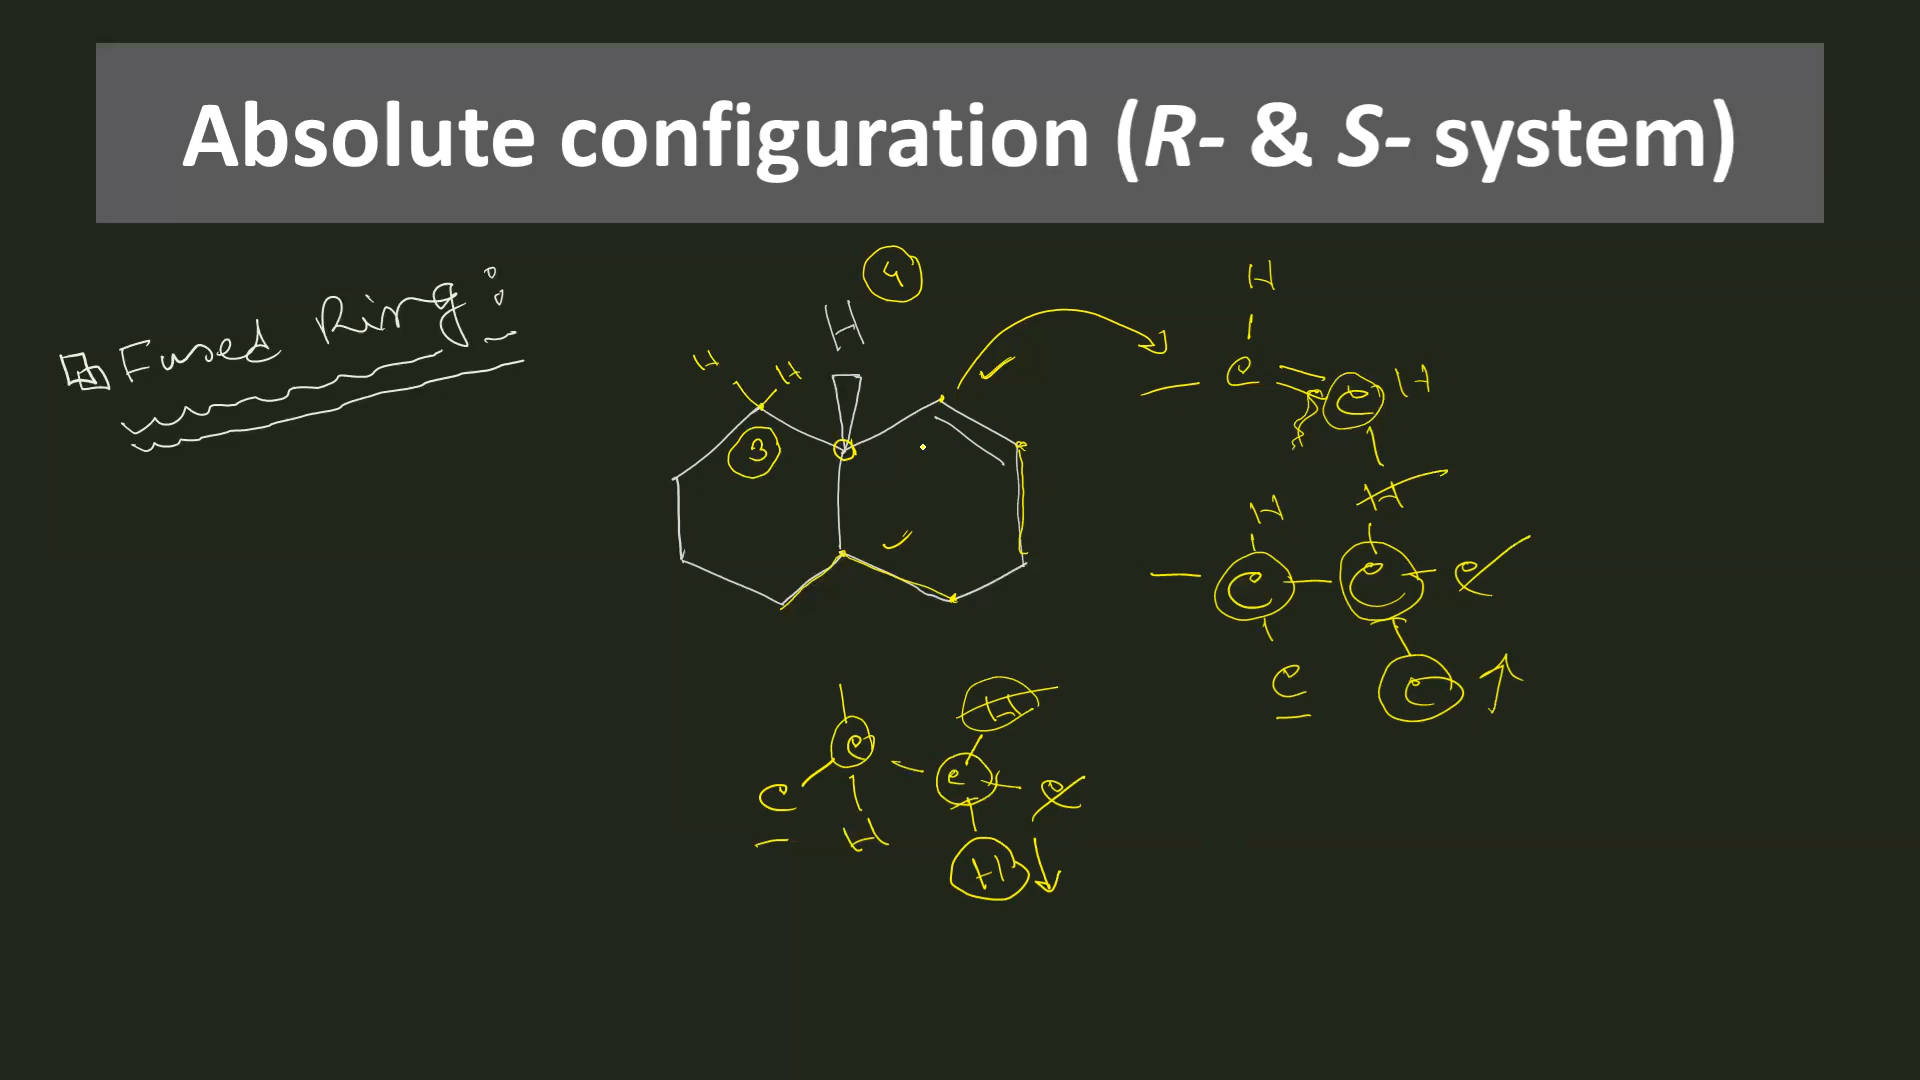 Absolute configuration (R- & S- system)
Fused Ring:
4
H
H H
3
H
C C H
H
H
C C C
C C
H
C
C C
H
H